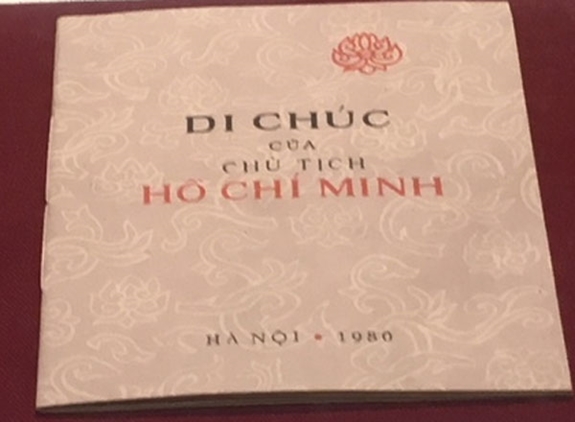 DI CHÚC
CỦA
CHỦ TỊCH
HỒ CHÍ MINH
HÀ NỘI • 1980